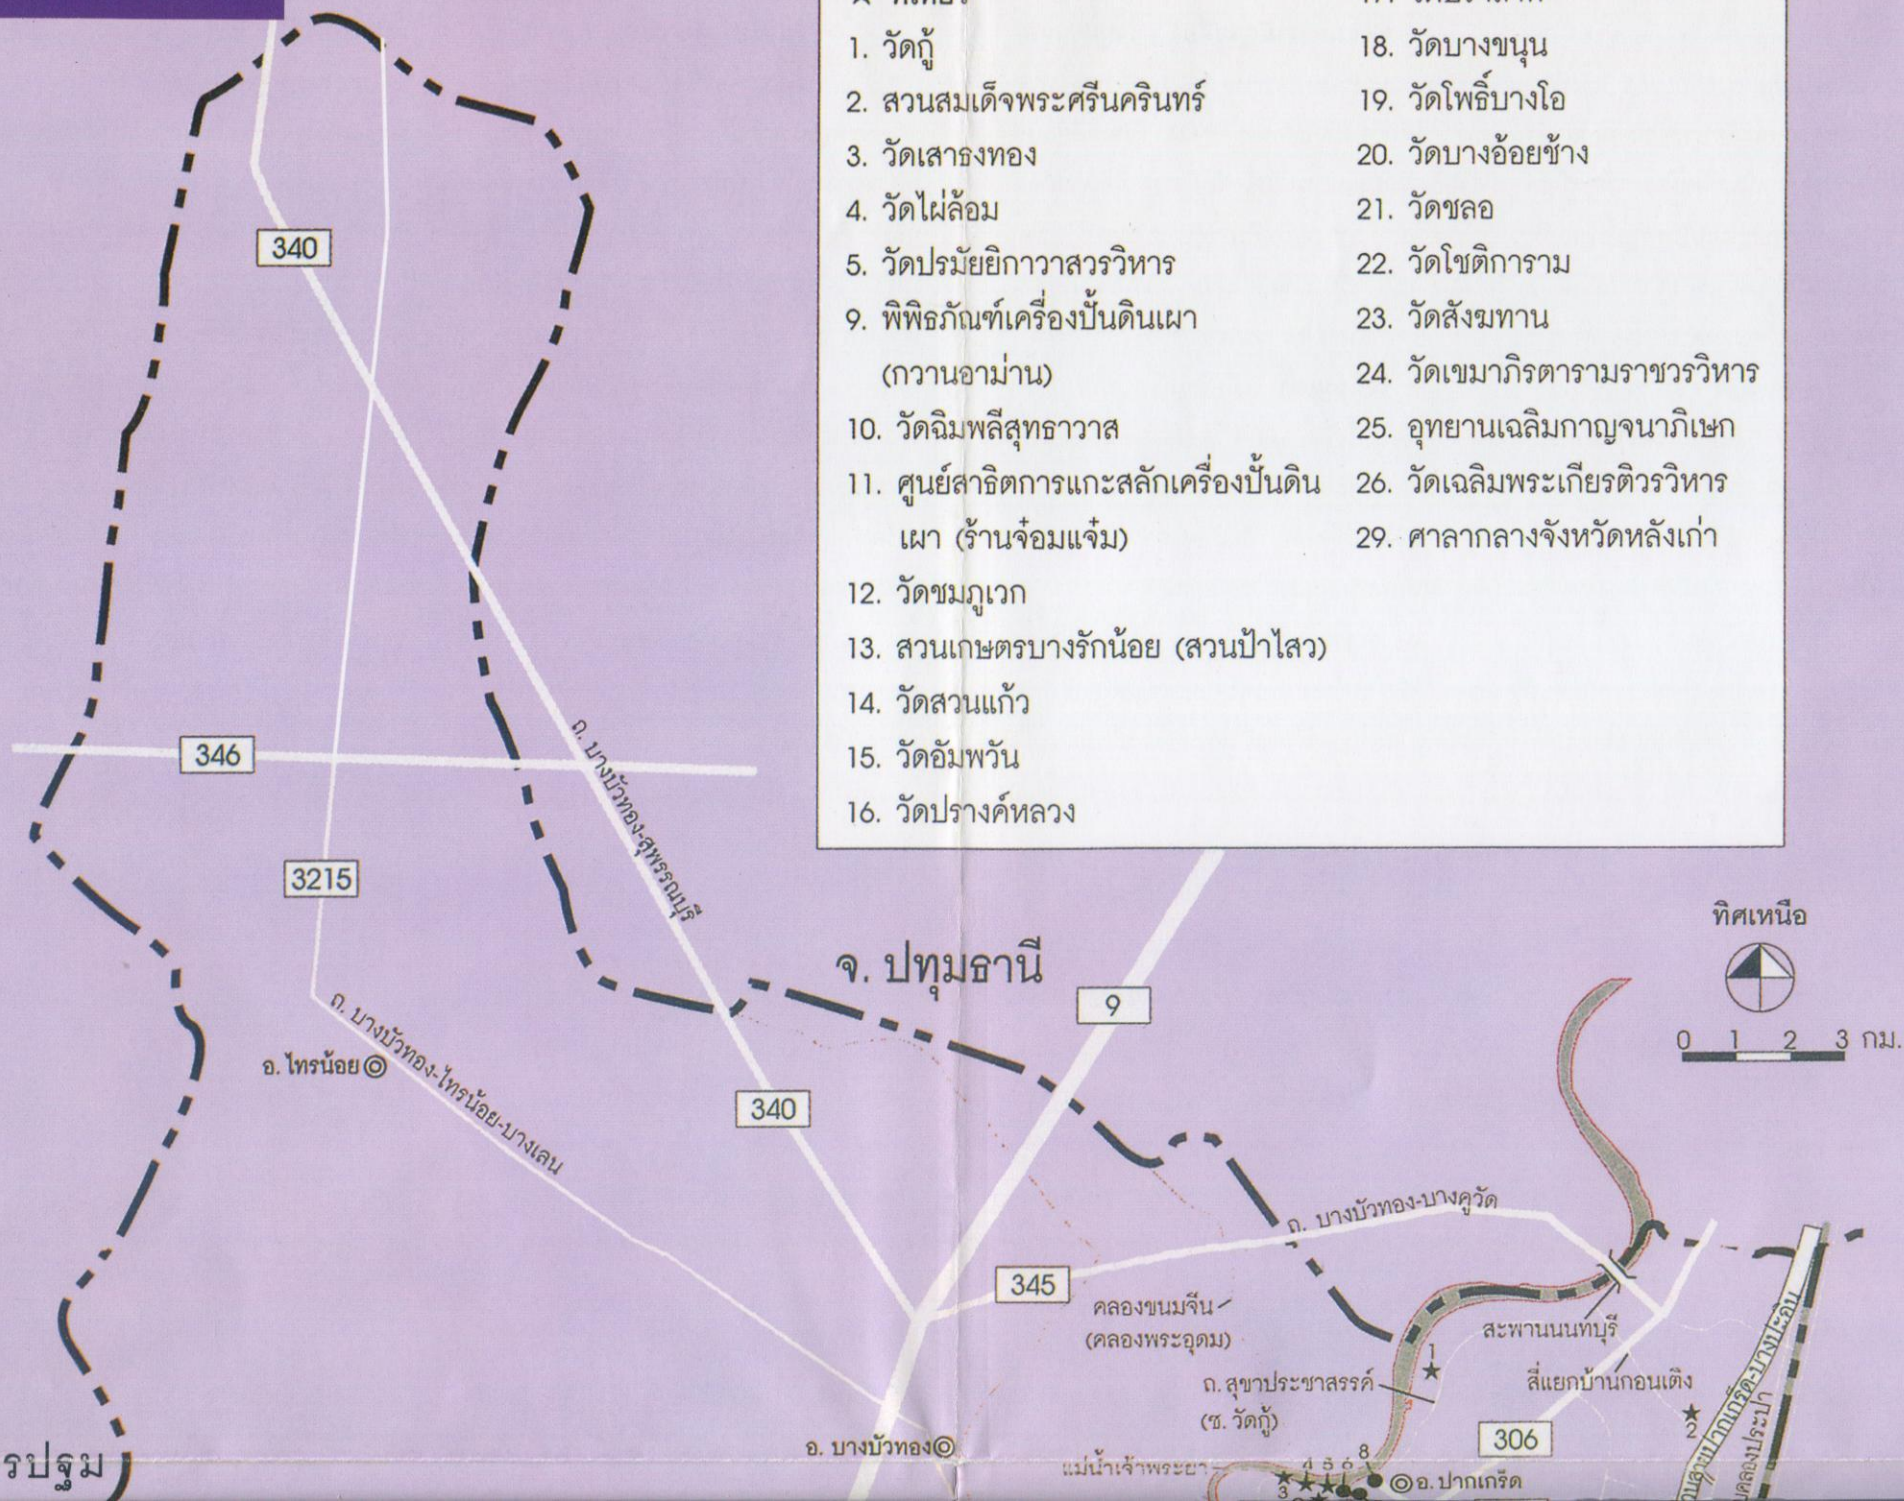 1. วัดกู้
2. สวนสมเด็จพระศรีนครินทร์
3. วัดเสาธงทอง
4. วัดไผ่ล้อม
5. วัดปรมัยยิกาวาสวรวิหาร
9. พิพิธภัณฑ์เครื่องปั้นดินเผา
(กวานอาม่าน)
10. วัดฉิมพลีสุทธาวาส
11. ศูนย์สาธิตการแกะสลักเครื่องปั้นดิน
เผา (ร้านจ๋อมแจ๋ม)
12. วัดชมภูเวก
13. สวนเกษตรบางรักน้อย (สวนป้าไสว)
14. วัดสวนแก้ว
15. วัดอัมพวัน
16. วัดปรางค์หลวง
18. วัดบางขนุน
19. วัดโพธิ์บางโอ
20. วัดบางอ้อยช้าง
21. วัดชลอ
22. วัดโชติการาม
23. วัดสังฆทาน
24. วัดเขมาภิรตารามราชวรวิหาร
25. อุทยานเฉลิมกาญจนาภิเษก
26. วัดเฉลิมพระเกียรติวรวิหาร
29. ศาลากลางจังหวัดหลังเก่า
340
346
ถ. บางบัวทอง-สุพรรณบุรี
3215
ทิศเหนือ
จ. ปทุมธานี
9
0 1 2 3 กม.
ถ. บางบัวทอง-ไทรน้อย-บางเลน
อ. ไทรน้อย
340
ถ. บางบัวทอง-บางคูวัด
345
คลองขนมจีน
(คลองพระอุดม)
สะพานนนทบุรี
1
ถ. สุขาประชาสรรค์
(ซ. วัดกู้)
สี่แยกบ้านกอนเติง
2
306
อ. บางบัวทอง
รปฐม
แม่น้ำเจ้าพระยา
3 4 5 6 8
อ. ปากเกร็ด
ปากเกร็ด-บางปะอิน
คลองประปา